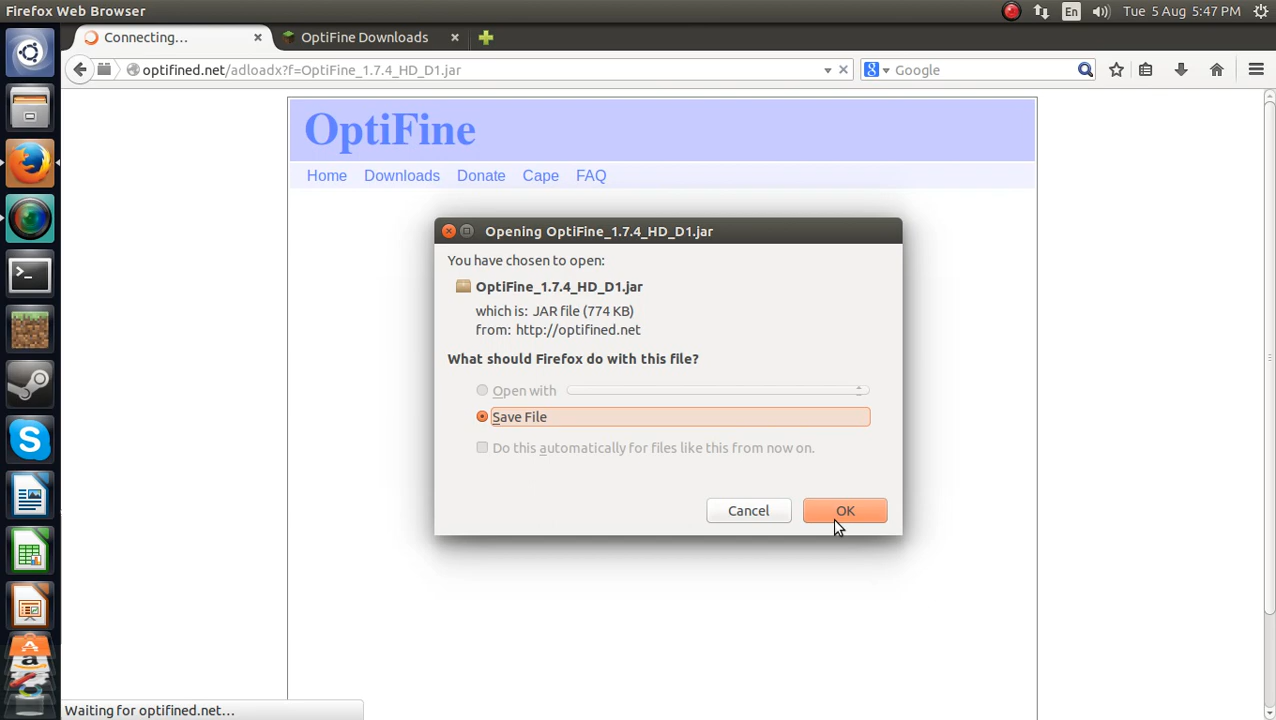 Firefox Web Browser
En
Tue 5 Aug 5:47 PM
Connecting…
OptiFine Downloads
optifined.net/adloadx?f=OptiFine_1.7.4_HD_D1.jar
Google
OptiFine
Home Downloads Donate Cape FAQ
Opening OptiFine_1.7.4_HD_D1.jar
You have chosen to open:
OptiFine_1.7.4_HD_D1.jar
which is: JAR file (774 KB)
from: http://optifined.net
What should Firefox do with this file?
Open with
Save File
Do this automatically for files like this from now on.
Cancel
OK
Waiting for optifined.net…